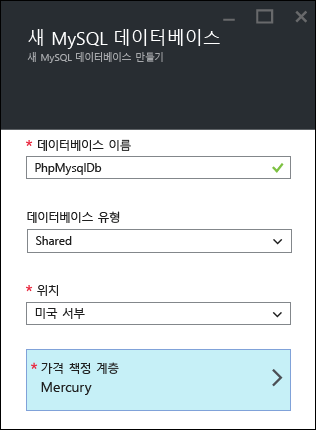 새 MySQL 데이터베이스
새 MySQL 데이터베이스 만들기
* 데이터베이스 이름
PhpMysqlDb
데이터베이스 유형
Shared
* 위치
미국 서부
* 가격 책정 계층
Mercury